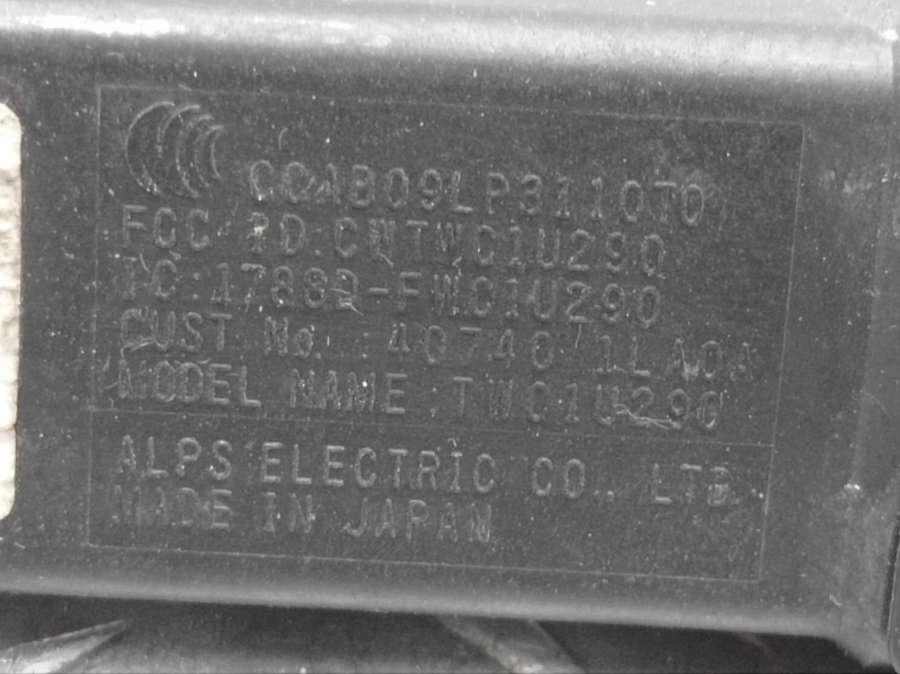 CCAB09LP3110T0
FCC ID:CWTWC1U290
IC:1788D-FWC1U290
CUST No. :40740 1LA0A
MODEL NAME:TWC1U290
ALPS ELECTRIC CO., LTD.
MADE IN JAPAN